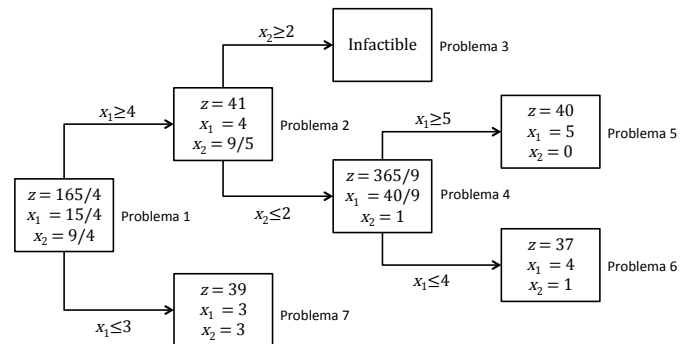 x₂≥2
Infactible
Problema 3
x₁≥4
z = 41
x₁ = 4
x₂ = 9/5
Problema 2
x₁≥5
z = 40
x₁ = 5
x₂ = 0
Problema 5
z = 165/4
x₁ = 15/4
x₂ = 9/4
Problema 1
x₂≤2
z = 365/9
x₁ = 40/9
x₂ = 1
Problema 4
x₁≤4
z = 37
x₁ = 4
x₂ = 1
Problema 6
x₁≤3
z = 39
x₁ = 3
x₂ = 3
Problema 7